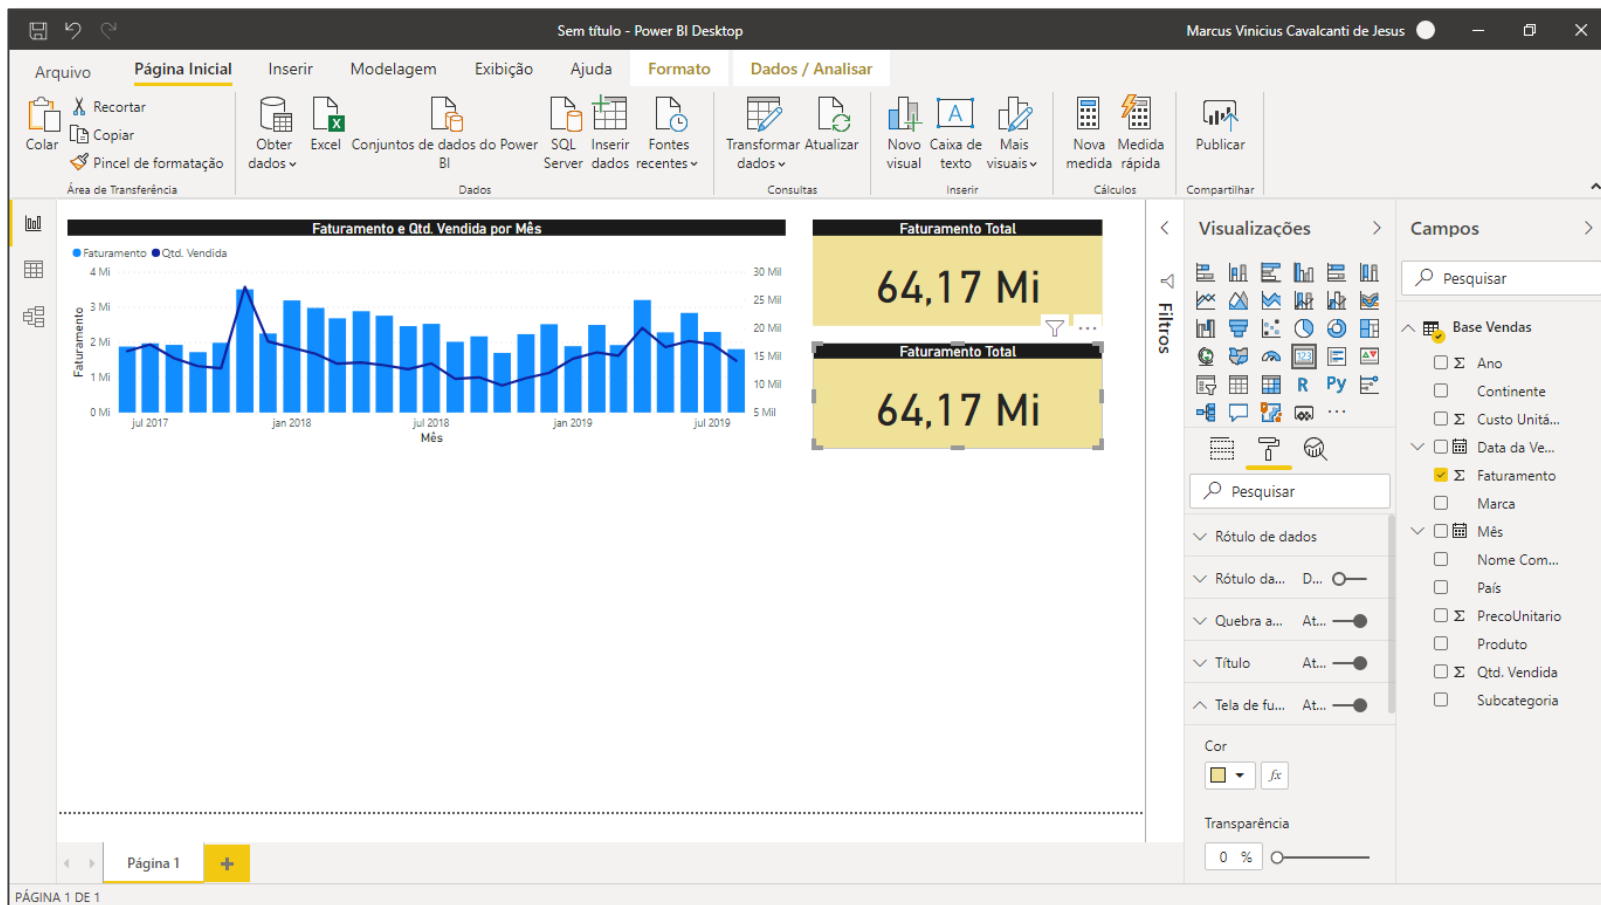 Sem título - Power BI Desktop
Marcus Vinicius Cavalcanti de Jesus
Arquivo Página Inicial Inserir Modelagem Exibição Ajuda Formato Dados / Analisar
Colar
Recortar
Copiar
Pincel de formatação
Área de Transferência
Obter dados
Excel
Conjuntos de dados do Power BI
SQL Server
Inserir dados
Fontes recentes
Dados
Transformar dados
Atualizar
Consultas
Novo visual
A
Caixa de texto
Mais visuais
Inserir
Nova medida
Medida rápida
Cálculos
Publicar
Compartilhar
Faturamento e Qtd. Vendida por Mês
Faturamento Qtd. Vendida
Faturamento
4 Mi
3 Mi
2 Mi
1 Mi
0 Mi
30 Mil
25 Mil
20 Mil
15 Mil
10 Mil
5 Mil
jul 2017 jan 2018 jul 2018 jan 2019 jul 2019
Mês
Faturamento Total
64,17 Mi
Faturamento Total
64,17 Mi
Filtros
Visualizações
123
R Py
...
Pesquisar
Rótulo de dados
Rótulo da... D...
Quebra a... At...
Título At...
Tela de fu... At...
Cor
fx
Transparência
0 %
Campos
Pesquisar
Base Vendas
Σ Ano
Continente
Σ Custo Unitá...
Data da Ve...
Σ Faturamento
Marca
Mês
Nome Com...
País
Σ PrecoUnitario
Produto
Σ Qtd. Vendida
Subcategoria
Página 1 +
PÁGINA 1 DE 1